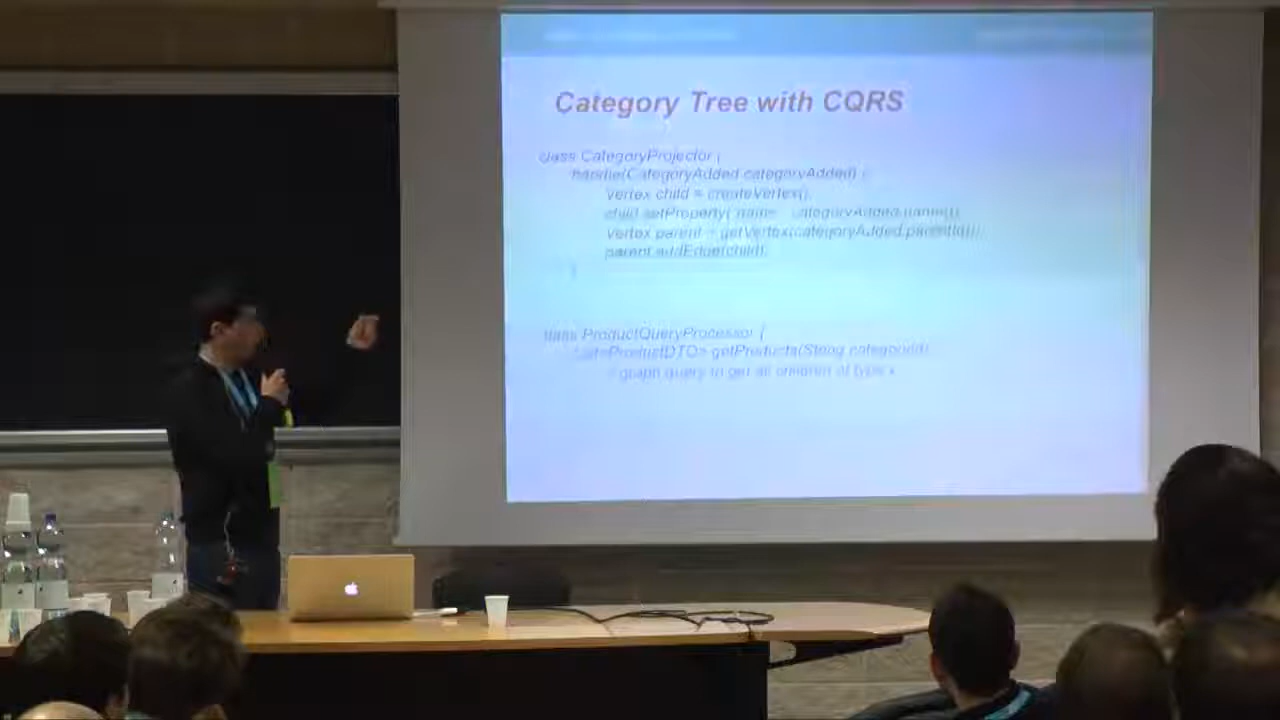 Category Tree with CQRS
class CategoryProjector {
handle(CategoryAdded categoryAdded) {
Vertex child = createVertex();
child.setProperty( name categoryAdded.name());
Vertex parent = getVertex(categoryAdded.parentId());
parent.addEdge(child);
}
class ProductQueryProcessor {
List<ProductDTO> getProducts(String categoryId)
graph query to get all children of type